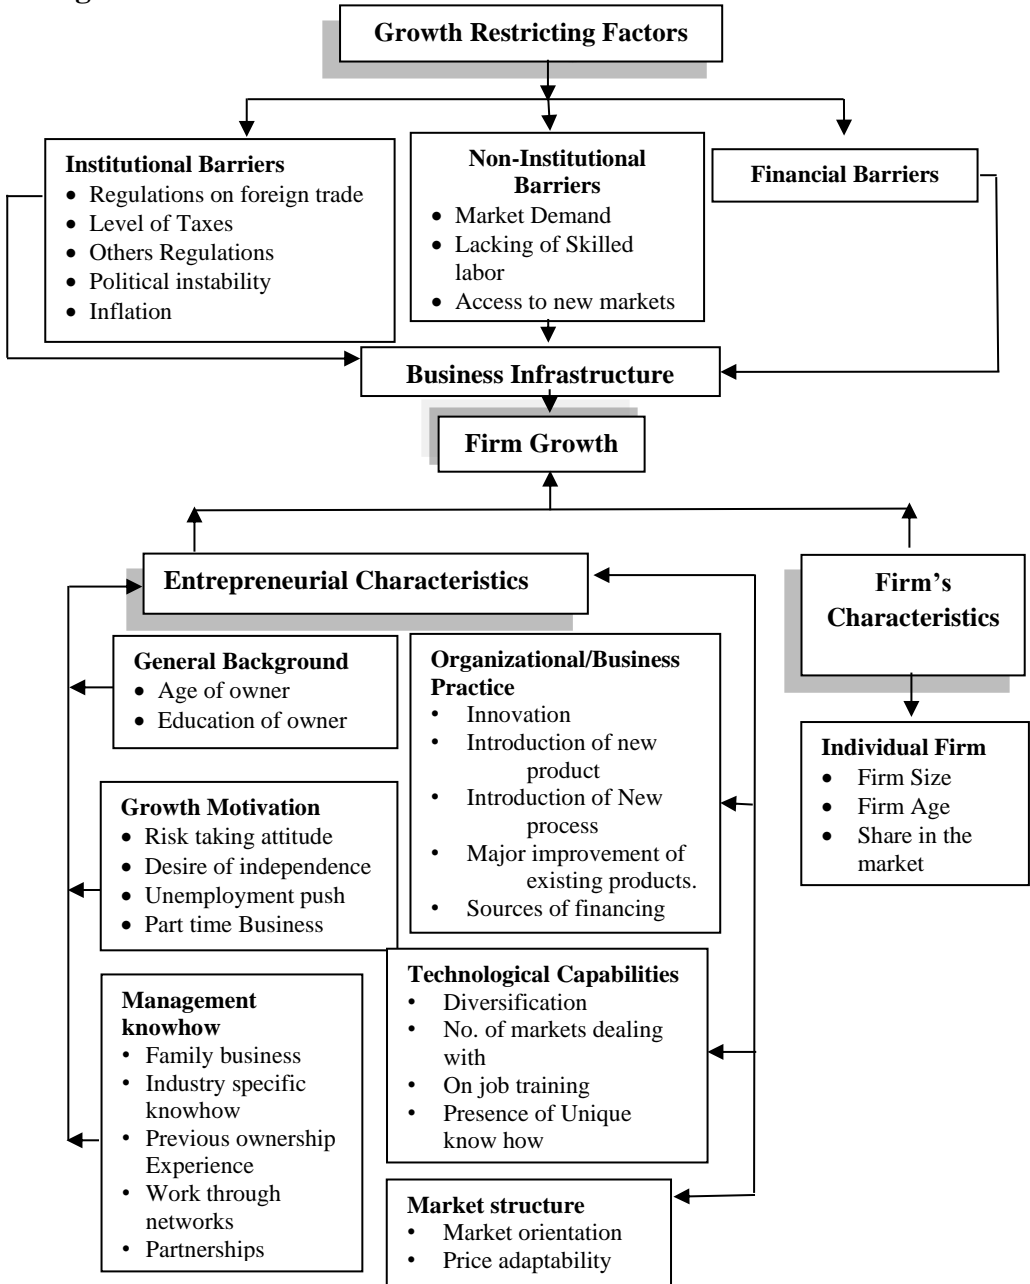 Growth Restricting Factors
Institutional Barriers
• Regulations on foreign trade
• Level of Taxes
• Others Regulations
• Political instability
• Inflation
Non-Institutional
Barriers
• Market Demand
• Lacking of Skilled
labor
• Access to new markets
Financial Barriers
Business Infrastructure
Firm Growth
Entrepreneurial Characteristics
Firm’s
Characteristics
General Background
• Age of owner
• Education of owner
Growth Motivation
• Risk taking attitude
• Desire of independence
• Unemployment push
• Part time Business
Management
knowhow
• Family business
• Industry specific
knowhow
• Previous ownership
Experience
• Work through
networks
• Partnerships
Organizational/Business
Practice
• Innovation
• Introduction of new
product
• Introduction of New
process
• Major improvement of
existing products.
• Sources of financing
Technological Capabilities
• Diversification
• No. of markets dealing
with
• On job training
• Presence of Unique
know how
Market structure
• Market orientation
• Price adaptability
Individual Firm
• Firm Size
• Firm Age
• Share in the
market